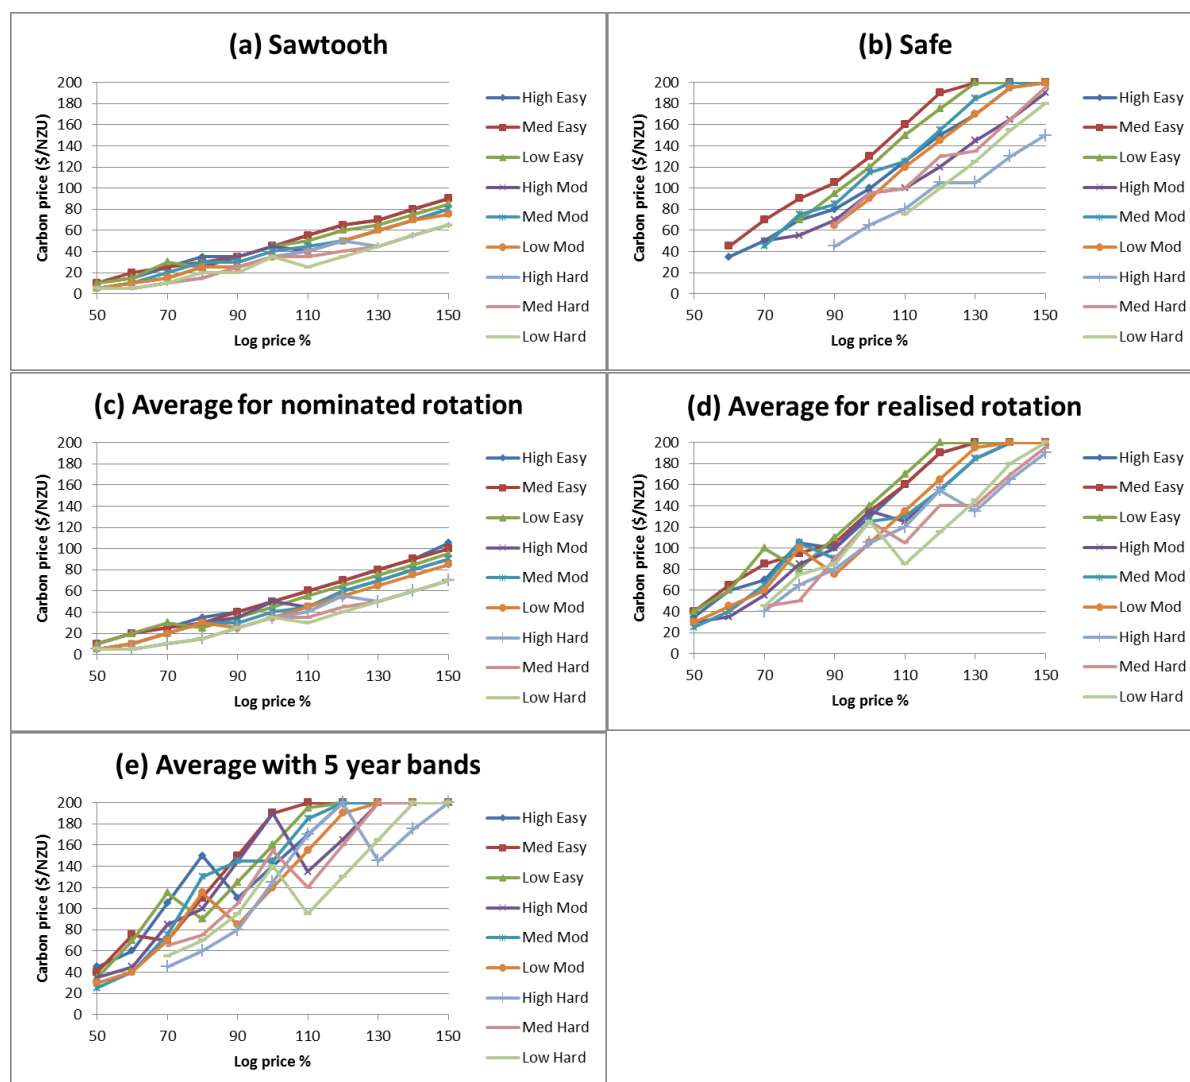 (a) Sawtooth
Carbon price ($/NZU)
200
180
160
140
120
100
80
60
40
20
0
50 70 90 110 130 150
Log price %
High Easy
Med Easy
Low Easy
High Mod
Med Mod
Low Mod
High Hard
Med Hard
Low Hard
(b) Safe
Carbon price ($/NZU)
200
180
160
140
120
100
80
60
40
20
0
50 70 90 110 130 150
Log price %
High Easy
Med Easy
Low Easy
High Mod
Med Mod
Low Mod
High Hard
Med Hard
Low Hard
(c) Average for nominated rotation
Carbon price ($/NZU)
200
180
160
140
120
100
80
60
40
20
0
50 70 90 110 130 150
Log price %
High Easy
Med Easy
Low Easy
High Mod
Med Mod
Low Mod
High Hard
Med Hard
Low Hard
(d) Average for realised rotation
Carbon price ($/NZU)
200
180
160
140
120
100
80
60
40
20
0
50 70 90 110 130 150
Log price %
High Easy
Med Easy
Low Easy
High Mod
Med Mod
Low Mod
High Hard
Med Hard
Low Hard
(e) Average with 5 year bands
Carbon price ($/NZU)
200
180
160
140
120
100
80
60
40
20
0
50 70 90 110 130 150
Log price %
High Easy
Med Easy
Low Easy
High Mod
Med Mod
Low Mod
High Hard
Med Hard
Low Hard